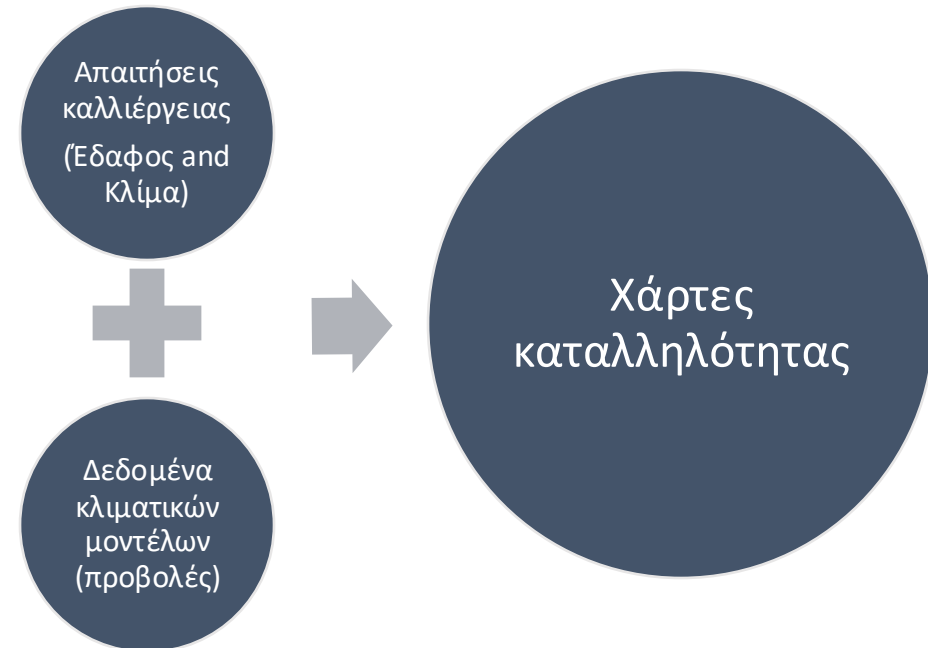 Απαιτήσεις
καλλιέργειας
(Έδαφος and
Κλίμα)
Δεδομένα
κλιματικών
μοντέλων
(προβολές)
Χάρτες
καταλληλότητας